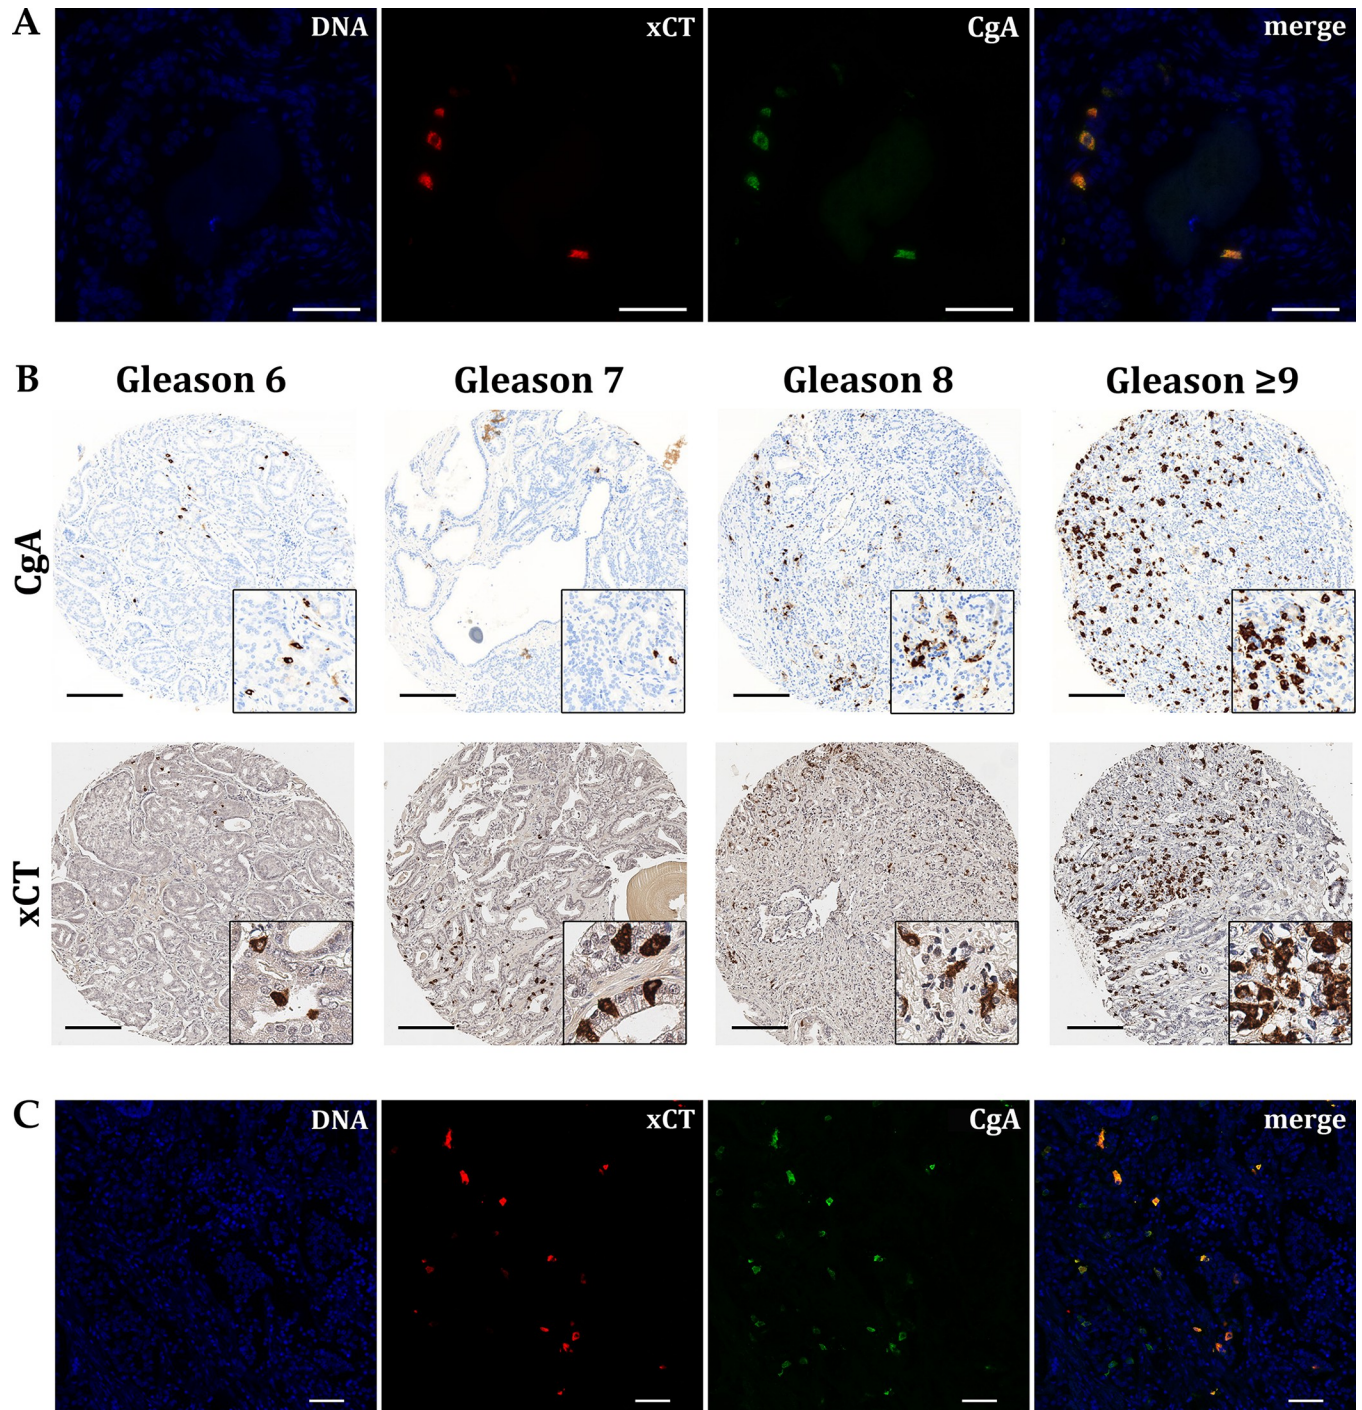 A
DNA
xCT
CgA
merge
B
Gleason 6
Gleason 7
Gleason 8
Gleason ≥9
CgA
xCT
C
DNA
xCT
CgA
merge